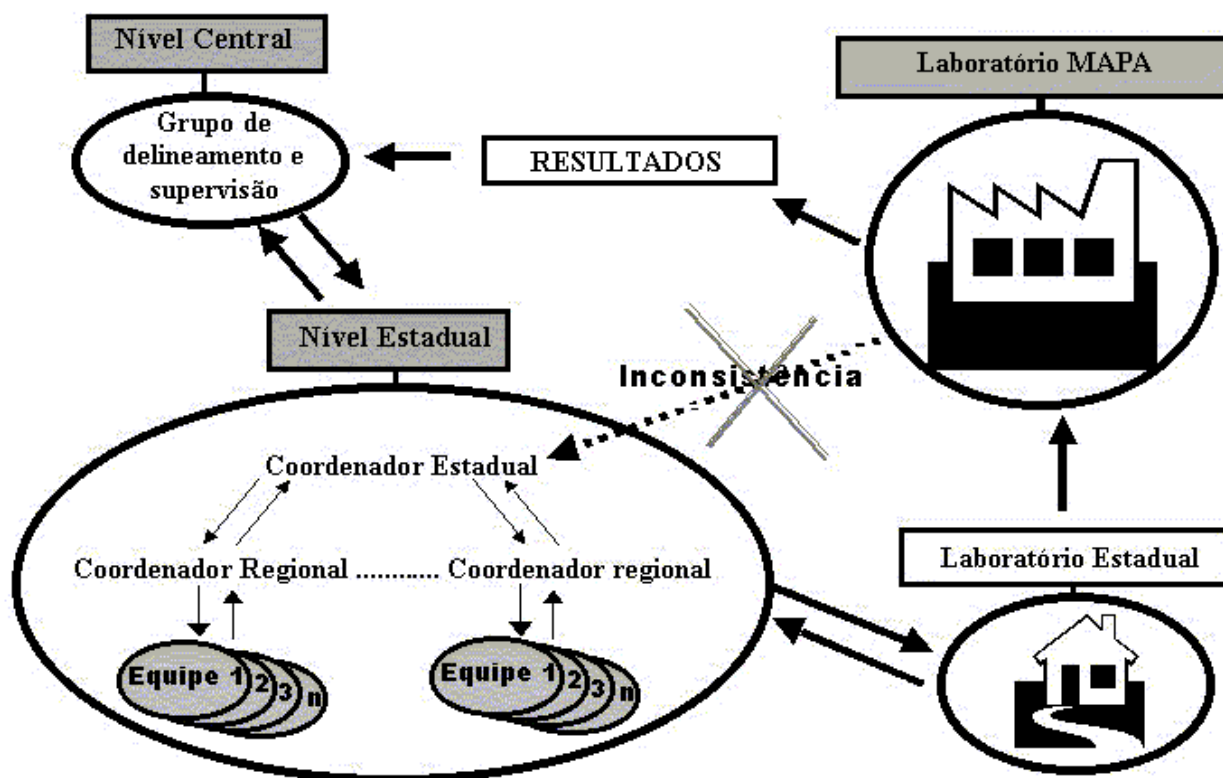 Nível Central
Laboratório MAPA
Grupo de
delineamento e
supervisão
RESULTADOS
Nível Estadual
Inconsistência
Coordenador Estadual
Coordenador Regional ............ Coordenador regional
Laboratório Estadual
Equipe 1 2 3 n
Equipe 1 2 3 n